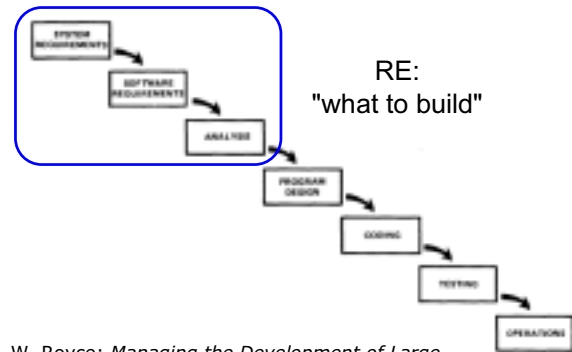 SYSTEM
REQUIREMENTS
SOFTWARE
REQUIREMENTS
ANALYSIS
PROGRAM
DESIGN
CODING
TESTING
OPERATIONS
RE:
"what to build"
W. Royce: Managing the Development of Large